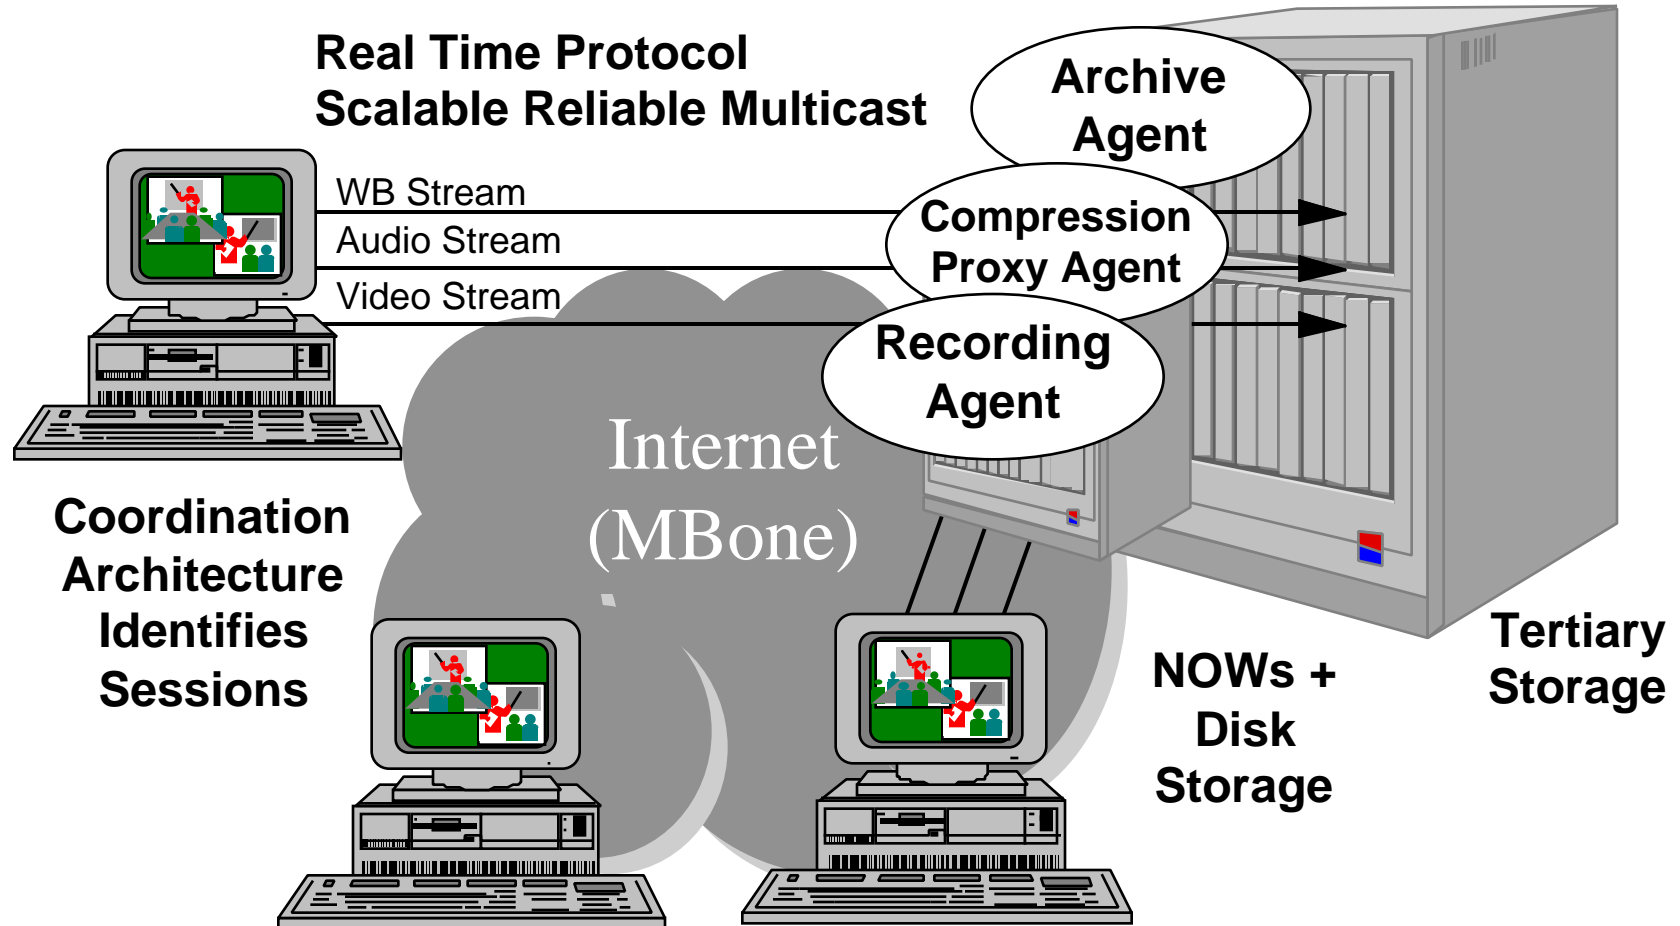 Real Time Protocol
Scalable Reliable Multicast
Archive
Agent
WB Stream
Audio Stream
Video Stream
Compression
Proxy Agent
Recording
Agent
Internet
(MBone)
Coordination
Architecture
Identifies
Sessions
NOWs +
Disk
Storage
Tertiary
Storage